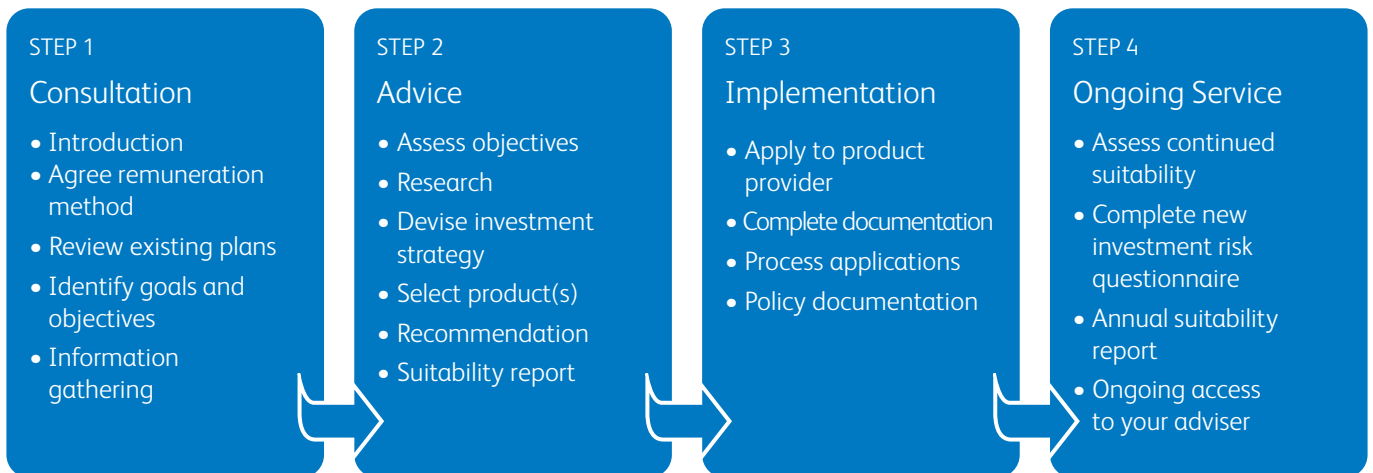 STEP 1
Consultation
• Introduction
• Agree remuneration
method
• Review existing plans
• Identify goals and
objectives
• Information
gathering
STEP 2
Advice
• Assess objectives
• Research
• Devise investment
strategy
• Select product(s)
• Recommendation
• Suitability report
STEP 3
Implementation
• Apply to product
provider
• Complete documentation
• Process applications
• Policy documentation
STEP 4
Ongoing Service
• Assess continued
suitability
• Complete new
investment risk
questionnaire
• Annual suitability
report
• Ongoing access
to your adviser